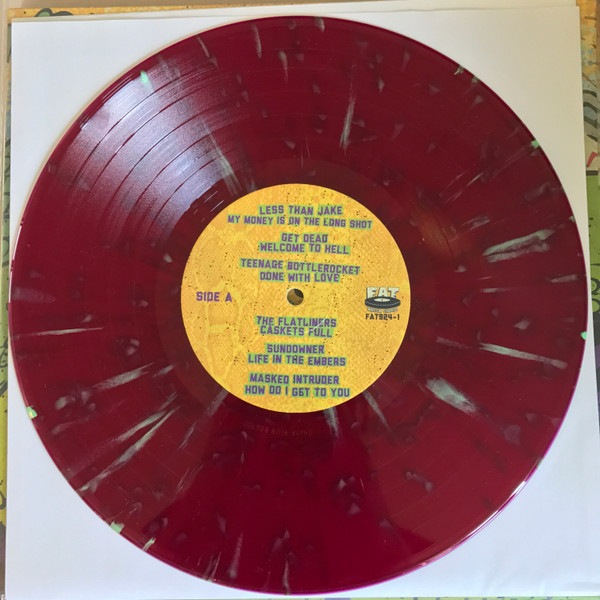 LESS THAN JAKE
MY MONEY IS ON THE LONG SHOT
GET DEAD
WELCOME TO HELL
TEENAGE BOTTLEROCKET
DONE WITH LOVE
SIDE A
FAT
FAT924-1
THE FLATLINERS
CASKETS FULL
SUNDOWNER
LIFE IN THE EMBERS
MASKED INTRUDER
HOW DO I GET TO YOU